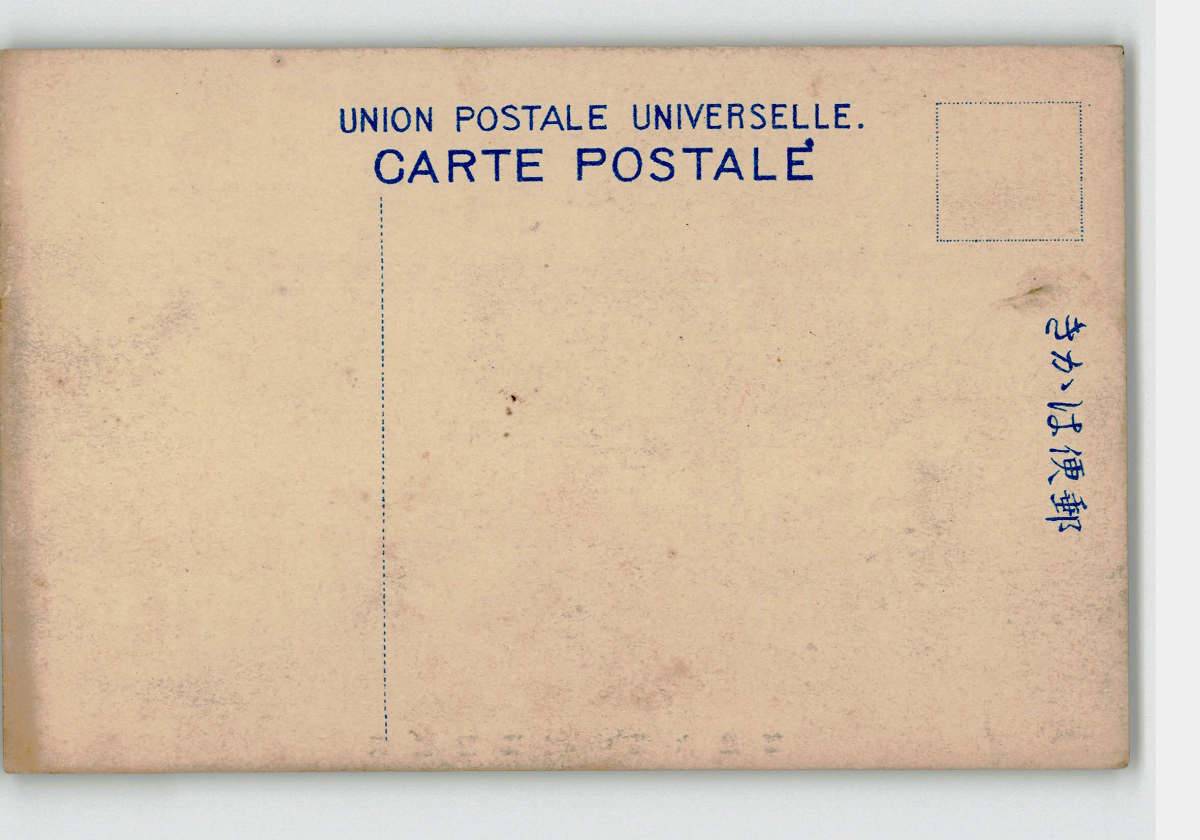 UNION POSTALE UNIVERSELLE.
CARTE POSTALE
郵便はかき